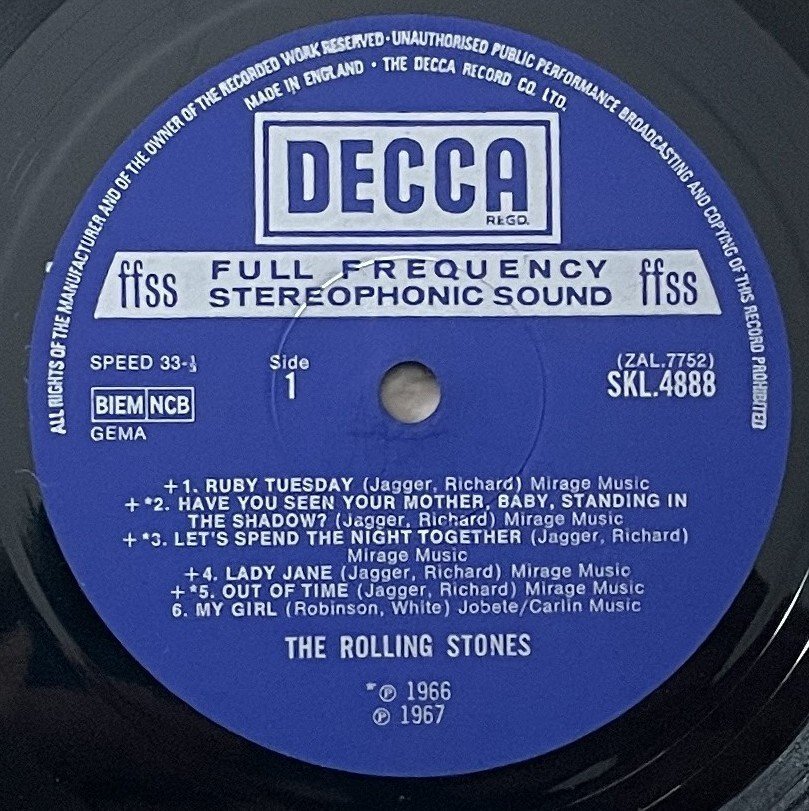 ALL RIGHTS OF THE MANUFACTURER AND OF THE OWNER OF THE RECORDED WORK RESERVED · UNAUTHORISED PUBLIC PERFORMANCE BROADCASTING AND COPYING OF THIS RECORD PROHIBITED
MADE IN ENGLAND · THE DECCA RECORD CO. LTD.
DECCA
REGD.
ffss FULL FREQUENCY ffss
STEREOPHONIC SOUND
SPEED 33-⅓ Side (ZAL.7752)
1 SKL.4888
BIEM NCB
GEMA
+1. RUBY TUESDAY (Jagger, Richard) Mirage Music
+*2. HAVE YOU SEEN YOUR MOTHER, BABY, STANDING IN
THE SHADOW? (Jagger, Richard) Mirage Music
+*3. LET'S SPEND THE NIGHT TOGETHER (Jagger, Richard)
Mirage Music
+4. LADY JANE (Jagger, Richard) Mirage Music
+*5. OUT OF TIME (Jagger, Richard) Mirage Music
6. MY GIRL (Robinson, White) Jobete/Carlin Music
THE ROLLING STONES
*℗ 1966
℗ 1967